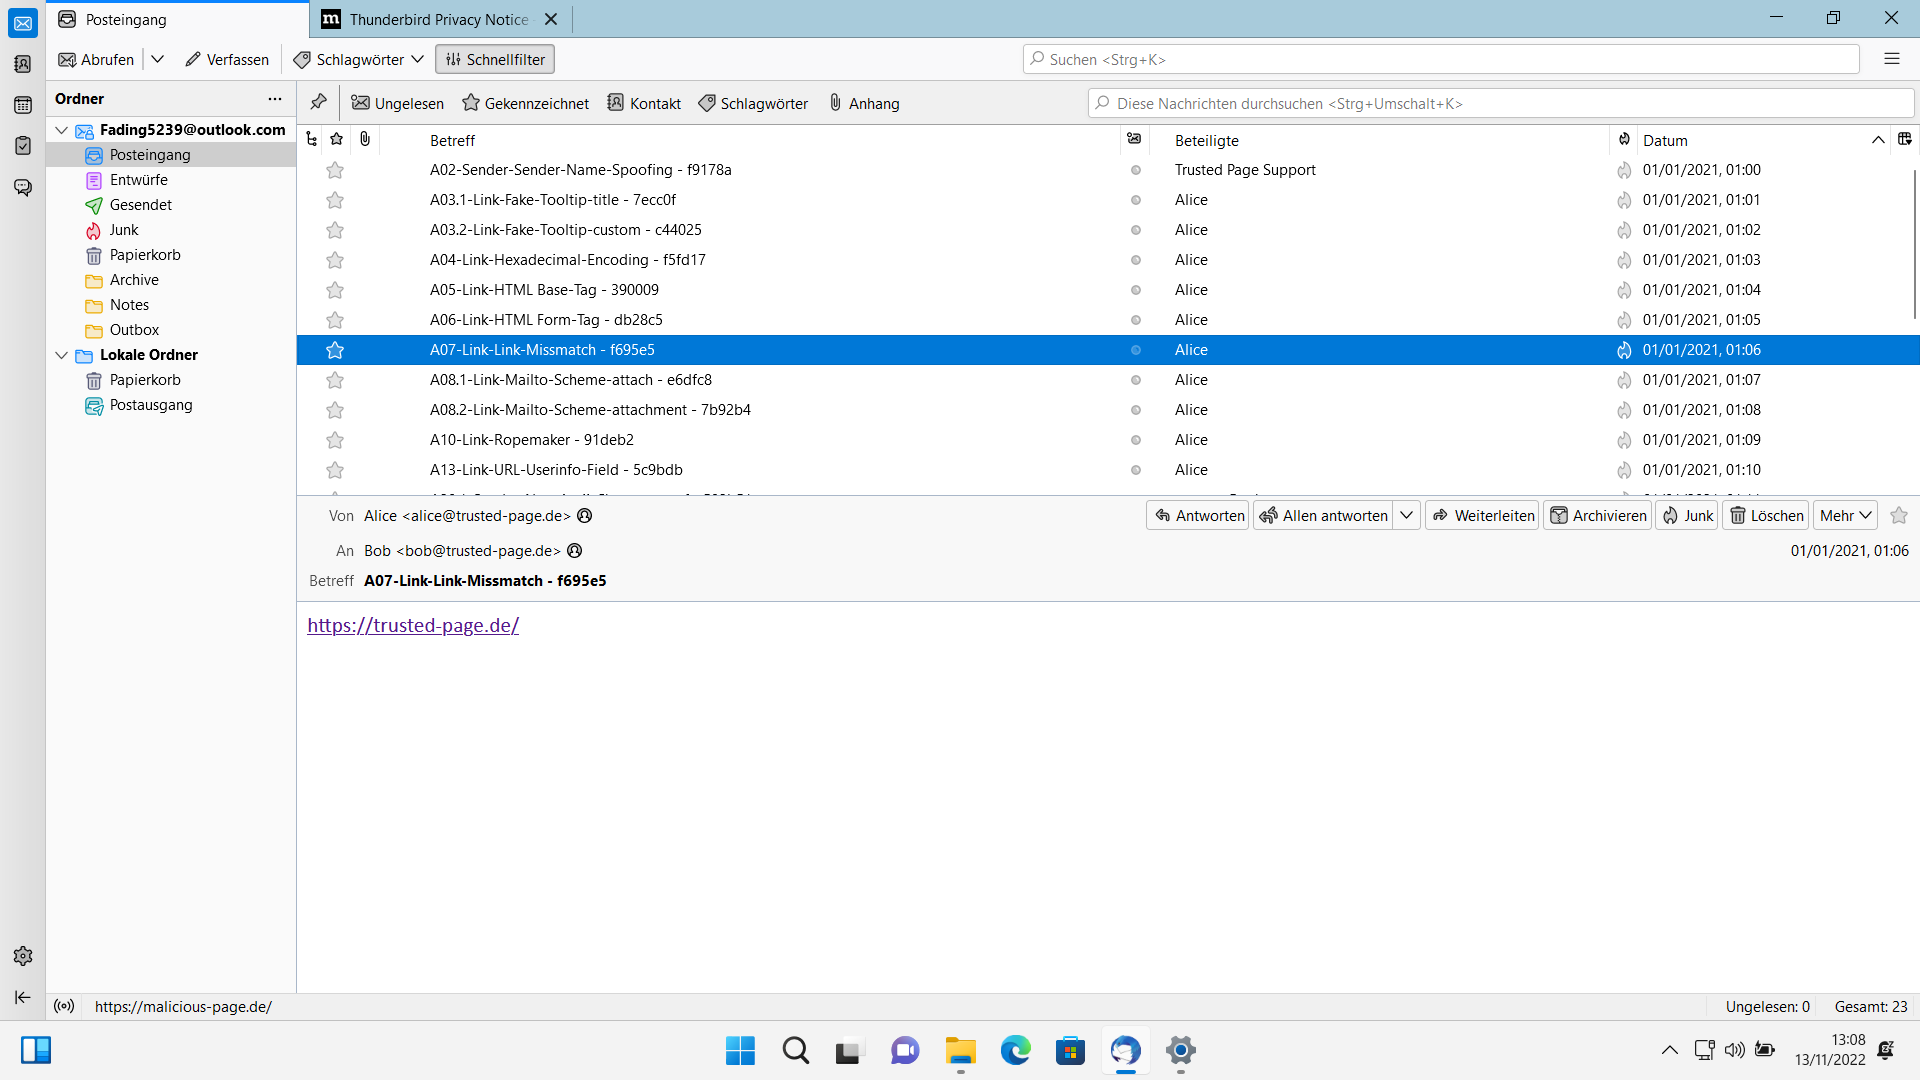 Posteingang
Thunderbird Privacy Notice
Abrufen
Verfassen
Schlagwörter
Schnellfilter
Suchen <Strg+K>
Ordner
Ungelesen
Gekennzeichnet
Kontakt
Schlagwörter
Anhang
Diese Nachrichten durchsuchen <Strg+Umschalt+K>
Fading5239@outlook.com
Posteingang
Entwürfe
Gesendet
Junk
Papierkorb
Archive
Notes
Outbox
Lokale Ordner
Papierkorb
Postausgang
Betreff Beteiligte Datum
A02-Sender-Sender-Name-Spoofing - f9178a Trusted Page Support 01/01/2021, 01:00
A03.1-Link-Fake-Tooltip-title - 7ecc0f Alice 01/01/2021, 01:01
A03.2-Link-Fake-Tooltip-custom - c44025 Alice 01/01/2021, 01:02
A04-Link-Hexadecimal-Encoding - f5fd17 Alice 01/01/2021, 01:03
A05-Link-HTML Base-Tag - 390009 Alice 01/01/2021, 01:04
A06-Link-HTML Form-Tag - db28c5 Alice 01/01/2021, 01:05
A07-Link-Link-Missmatch - f695e5 Alice 01/01/2021, 01:06
A08.1-Link-Mailto-Scheme-attach - e6dfc8 Alice 01/01/2021, 01:07
A08.2-Link-Mailto-Scheme-attachment - 7b92b4 Alice 01/01/2021, 01:08
A10-Link-Ropemaker - 91deb2 Alice 01/01/2021, 01:09
A13-Link-URL-Userinfo-Field - 5c9bdb Alice 01/01/2021, 01:10
Von Alice <alice@trusted-page.de>
Antworten
Allen antworten
Weiterleiten
Archivieren
Junk
Löschen
Mehr
An Bob <bob@trusted-page.de>
01/01/2021, 01:06
Betreff A07-Link-Link-Missmatch - f695e5
https://trusted-page.de/
https://malicious-page.de/
Ungelesen: 0
Gesamt: 23
13:08
13/11/2022